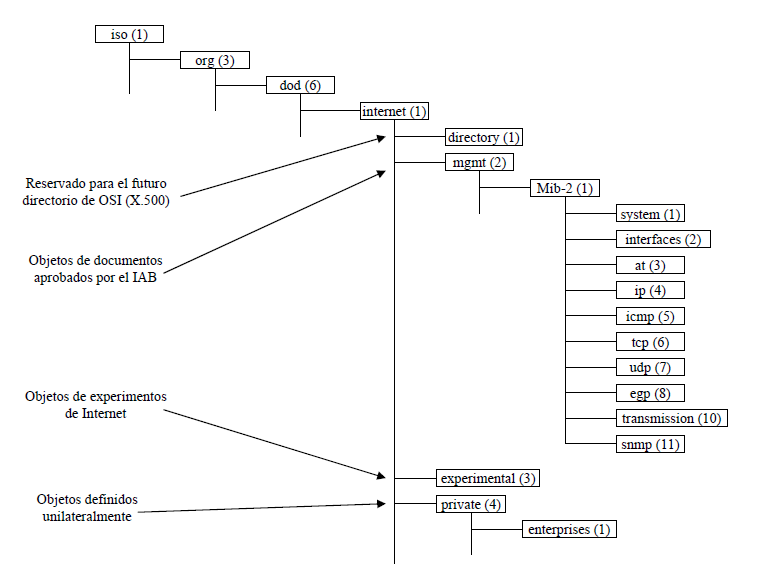 iso (1)
org (3)
dod (6)
internet (1)
directory (1)
mgmt (2)
Reservado para el futuro
directorio de OSI (X.500)
Mib-2 (1)
system (1)
interfaces (2)
Objetos de documentos
aprobados por el IAB
at (3)
ip (4)
icmp (5)
tcp (6)
udp (7)
egp (8)
Objetos de experimentos
de Internet
transmission (10)
snmp (11)
experimental (3)
Objetos definidos
unilateralmente
private (4)
enterprises (1)